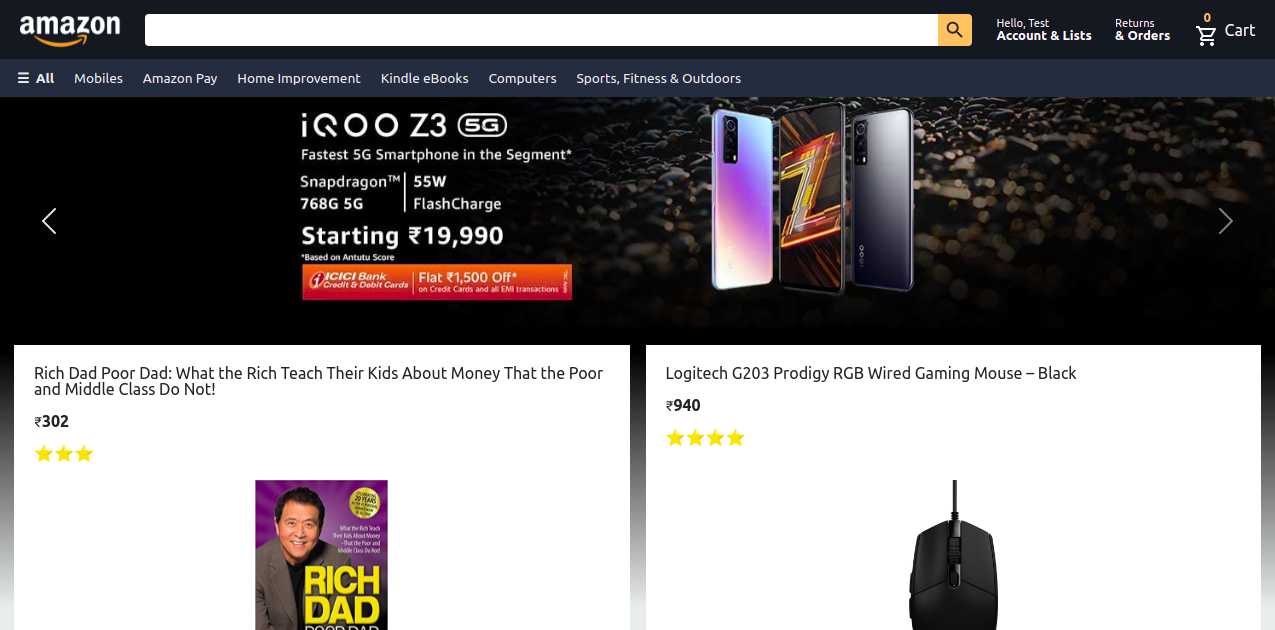 amazon
Hello, Test
Account & Lists
Returns
& Orders
0
Cart
All
Mobiles
Amazon Pay
Home Improvement
Kindle eBooks
Computers
Sports, Fitness & Outdoors
iQOO Z3 5G
Fastest 5G Smartphone in the Segment*
Snapdragon™ 768G 5G
55W FlashCharge
Starting ₹19,990
*Based on Antutu Score
ICICI Bank
Credit & Debit Cards
Flat ₹1,500 Off*
on Credit Cards and all EMI transactions
iQOO
iQOO
Rich Dad Poor Dad: What the Rich Teach Their Kids About Money That the Poor
and Middle Class Do Not!
₹302
What the Rich Teach
Their Kids About Money
–That the Poor and
Middle Class Do Not!
RICH
DAD
POOR DAD
Logitech G203 Prodigy RGB Wired Gaming Mouse – Black
₹940